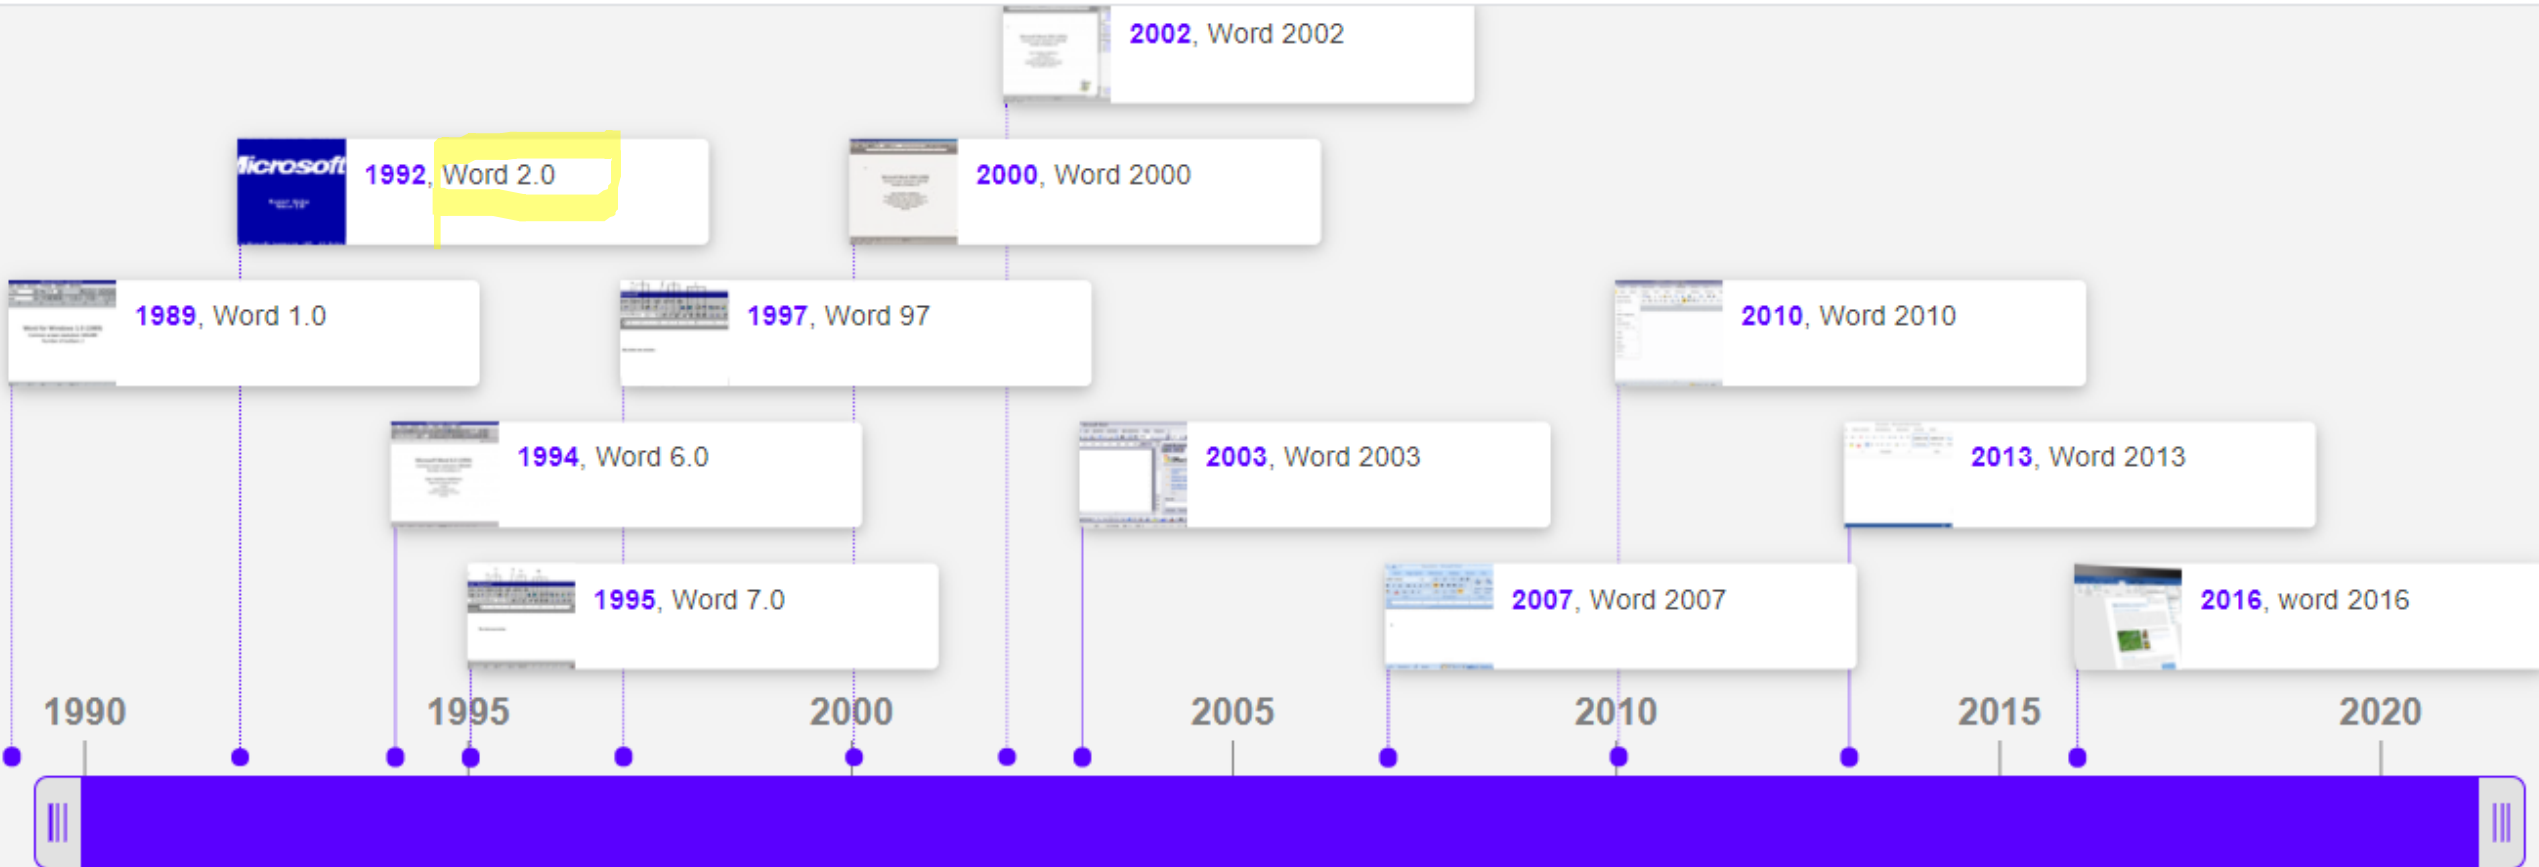 2002, Word 2002
Microsoft
1992, Word 2.0
2000, Word 2000
1989, Word 1.0
1997, Word 97
2010, Word 2010
1994, Word 6.0
2003, Word 2003
2013, Word 2013
1995, Word 7.0
2007, Word 2007
2016, word 2016
1990 1995 2000 2005 2010 2015 2020